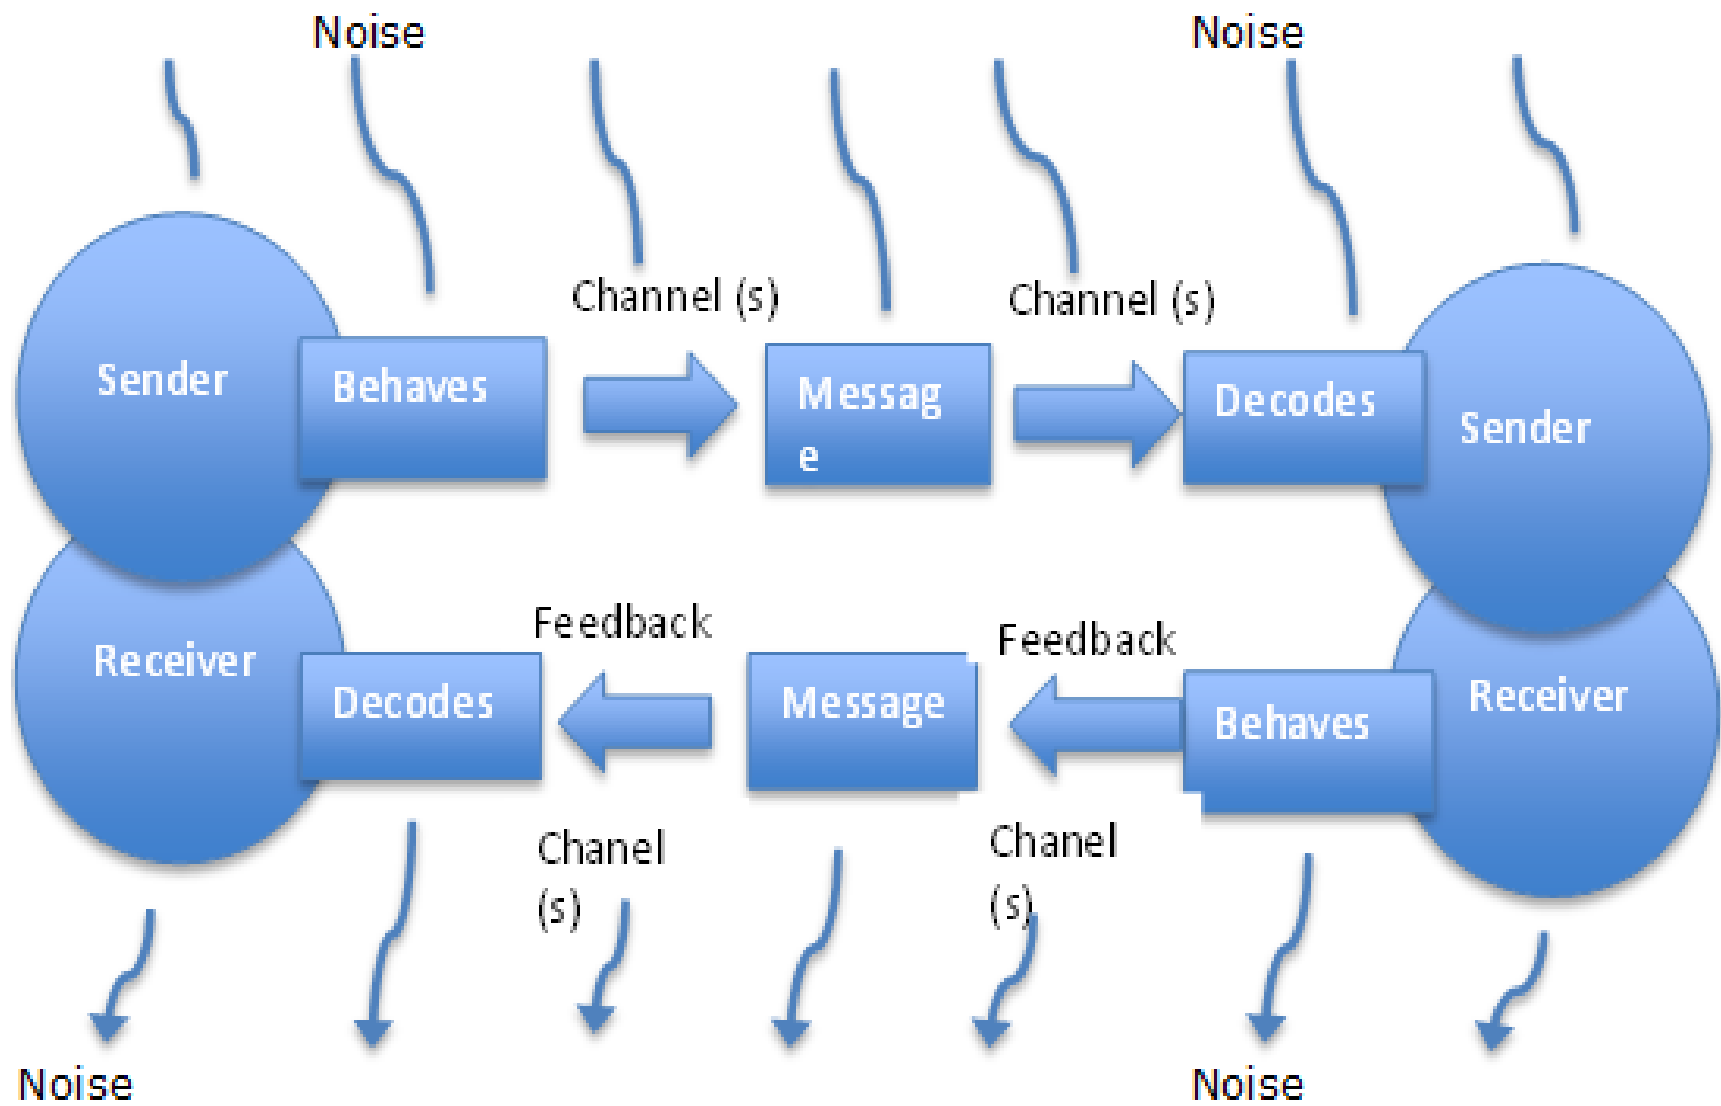 Noise
Noise
Channel (s)
Channel (s)
Sender
Behaves
Messag
e
Decodes
Sender
Feedback
Feedback
Receiver
Decodes
Message
Behaves
Receiver
Chanel
(s)
Chanel
(s)
Noise
Noise